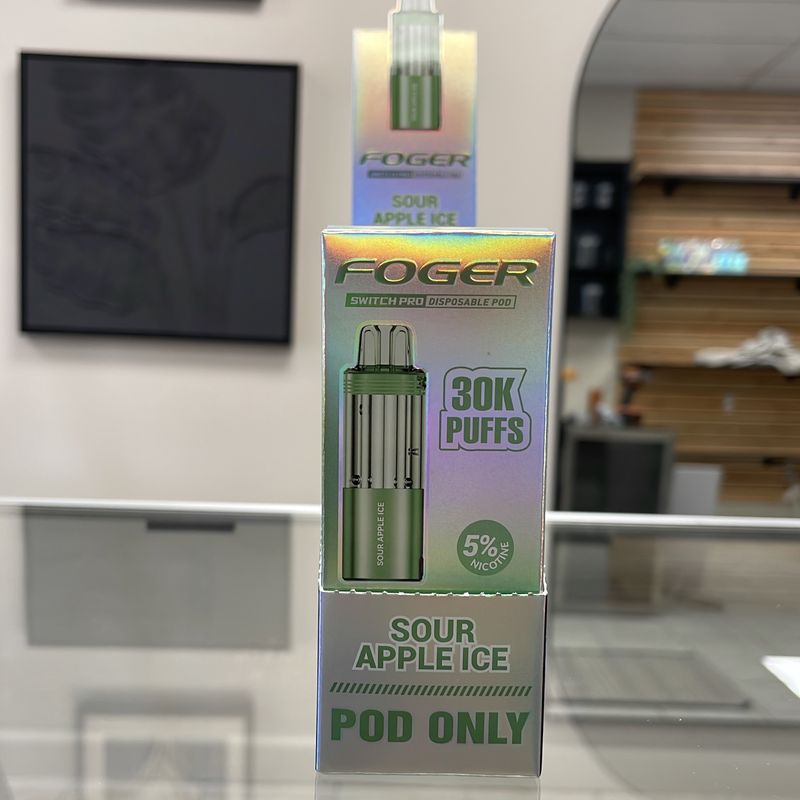 FOGER
SOUR
APPLE ICE
FOGER
SWITCH PRO DISPOSABLE POD
30K
PUFFS
SOUR APPLE ICE
5%
NICOTINE
SOUR
APPLE ICE
POD ONLY